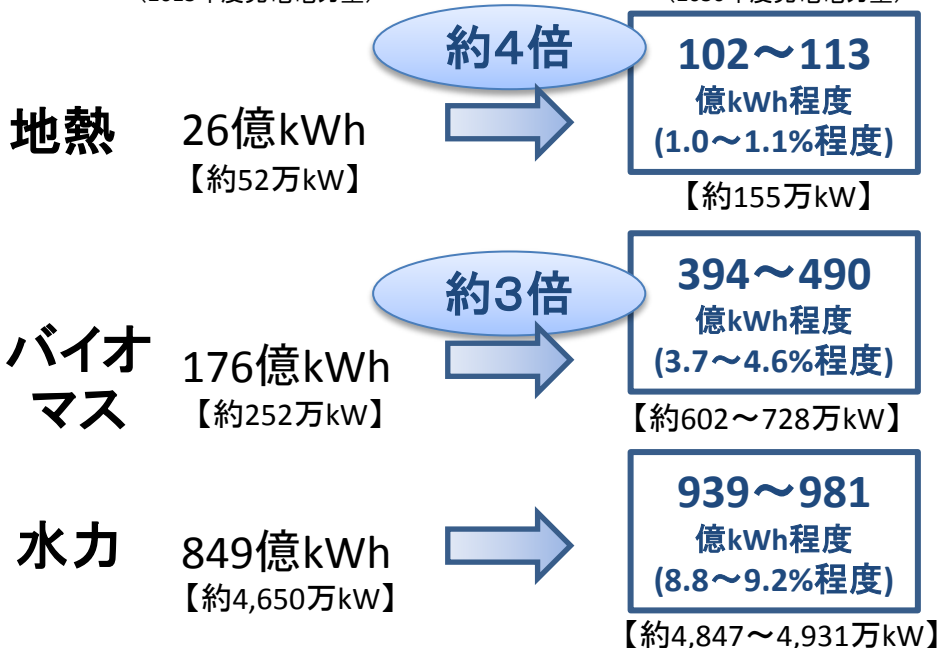 約4倍
102～113
億kWh程度
(1.0～1.1%程度)
地熱
26億kWh
【約52万kW】
【約155万kW】
約3倍
394～490
億kWh程度
(3.7～4.6%程度)
バイオ
マス
176億kWh
【約252万kW】
【約602～728万kW】
939～981
億kWh程度
(8.8～9.2%程度)
水力
849億kWh
【約4,650万kW】
【約4,847～4,931万kW】